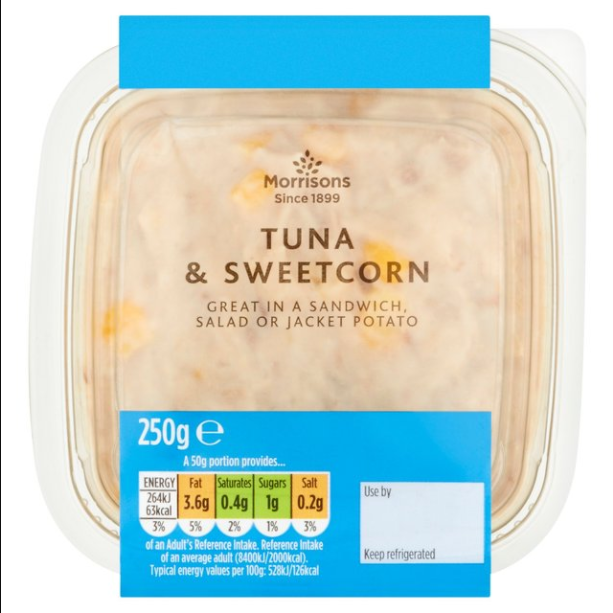 Morrisons
Since 1899
TUNA
& SWEETCORN
GREAT IN A SANDWICH,
SALAD OR JACKET POTATO
250g ℮
A 50g portion provides...
ENERGY Fat Saturates Sugars Salt
264kJ
63kcal 3.6g 0.4g 1g 0.2g
3% 5% 2% 1% 3%
of an Adult's Reference Intake. Reference Intake
of an average adult (8400kJ/2000kcal).
Typical energy values per 100g: 528kJ/126kcal
Use by
Keep refrigerated